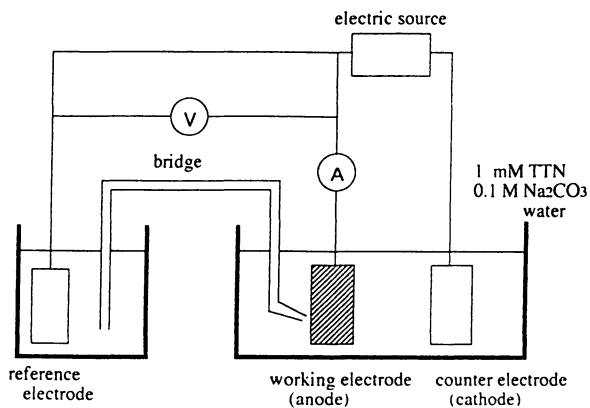 electric source
V
bridge
A
1 mM TTN
0.1 M Na2CO3
water
reference
electrode
working electrode
(anode)
counter electrode
(cathode)